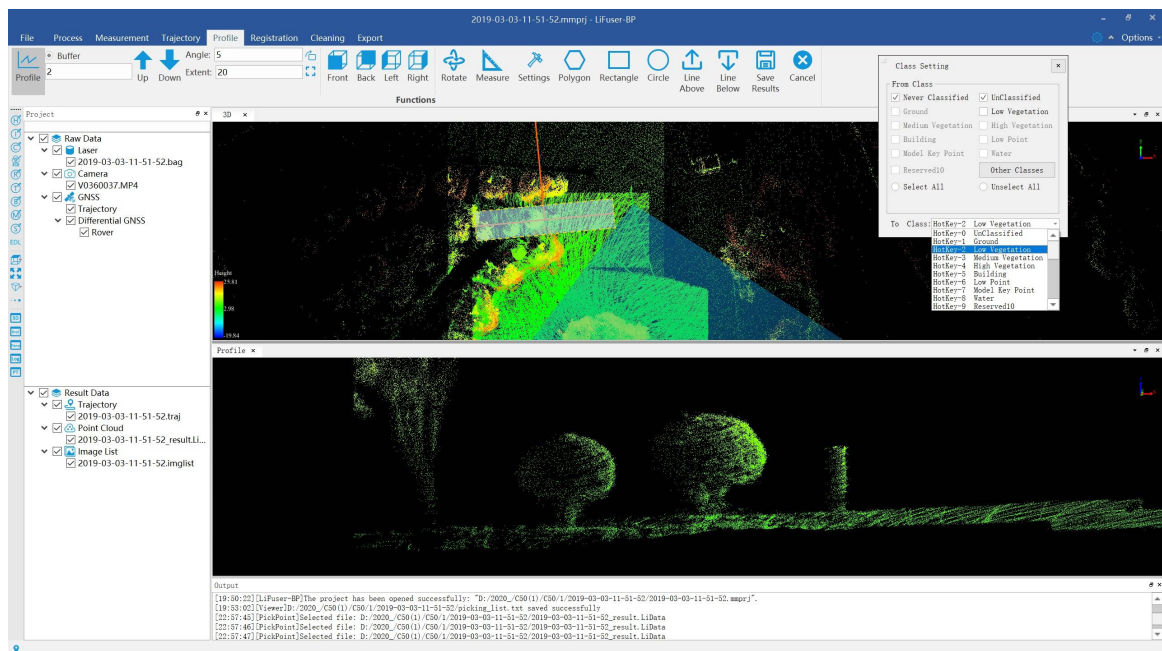 2019-03-03-11-51-52.mmprj - LiFuser-BP
File Process Measurement Trajectory Profile Registration Cleaning Export
Options
Profile
Buffer
2
Up Down
Angle: 5
Extent: 20
Front Back Left Right Rotate Measure Settings Polygon Rectangle Circle Line Above Line Below Save Results Cancel
Functions
Project
Raw Data
Laser
2019-03-03-11-51-52.bag
Camera
V0360037.MP4
GNSS
Trajectory
Differential GNSS
Rover
EDL
Result Data
Trajectory
2019-03-03-11-51-52.traj
Point Cloud
2019-03-03-11-51-52_result.Li...
Image List
2019-03-03-11-51-52.imglist
3D
Height
25.81
2.98
-19.84
Class Setting
From Class
Never Classified UnClassified
Ground Low Vegetation
Medium Vegetation High Vegetation
Building Low Point
Model Key Point Water
Reserved10 Other Classes
Select All Unselect All
To Class: HotKey-2 Low Vegetation
HotKey-0 UnClassified
HotKey-1 Ground
HotKey-2 Low Vegetation
HotKey-3 Medium Vegetation
HotKey-4 High Vegetation
HotKey-5 Building
HotKey-6 Low Point
HotKey-7 Model Key Point
HotKey-8 Water
HotKey-9 Reserved10
Profile
Output
[19:50:22][LiFuser-BP]The project has been opened successfully: "D:/2020_/C50(1)/C50/1/2019-03-03-11-51-52/2019-03-03-11-51-52.mmprj".
[19:53:02][Viewer]D:/2020_/C50(1)/C50/1/2019-03-03-11-51-52/picking_list.txt saved successfully
[22:57:45][PickPoint]Selected file: D:/2020_/C50(1)/C50/1/2019-03-03-11-51-52/2019-03-03-11-51-52_result.LiData
[22:57:46][PickPoint]Selected file: D:/2020_/C50(1)/C50/1/2019-03-03-11-51-52/2019-03-03-11-51-52_result.LiData
[22:57:47][PickPoint]Selected file: D:/2020_/C50(1)/C50/1/2019-03-03-11-51-52/2019-03-03-11-51-52_result.LiData